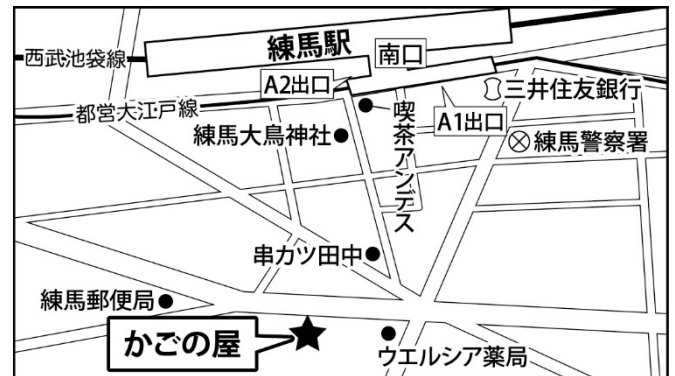 練馬駅
南口
西武池袋線
A2出口
三井住友銀行
都営大江戸線
喫茶アンデス
A1出口
練馬大鳥神社
練馬警察署
串カツ田中
練馬郵便局
かごの屋
ウエルシア薬局